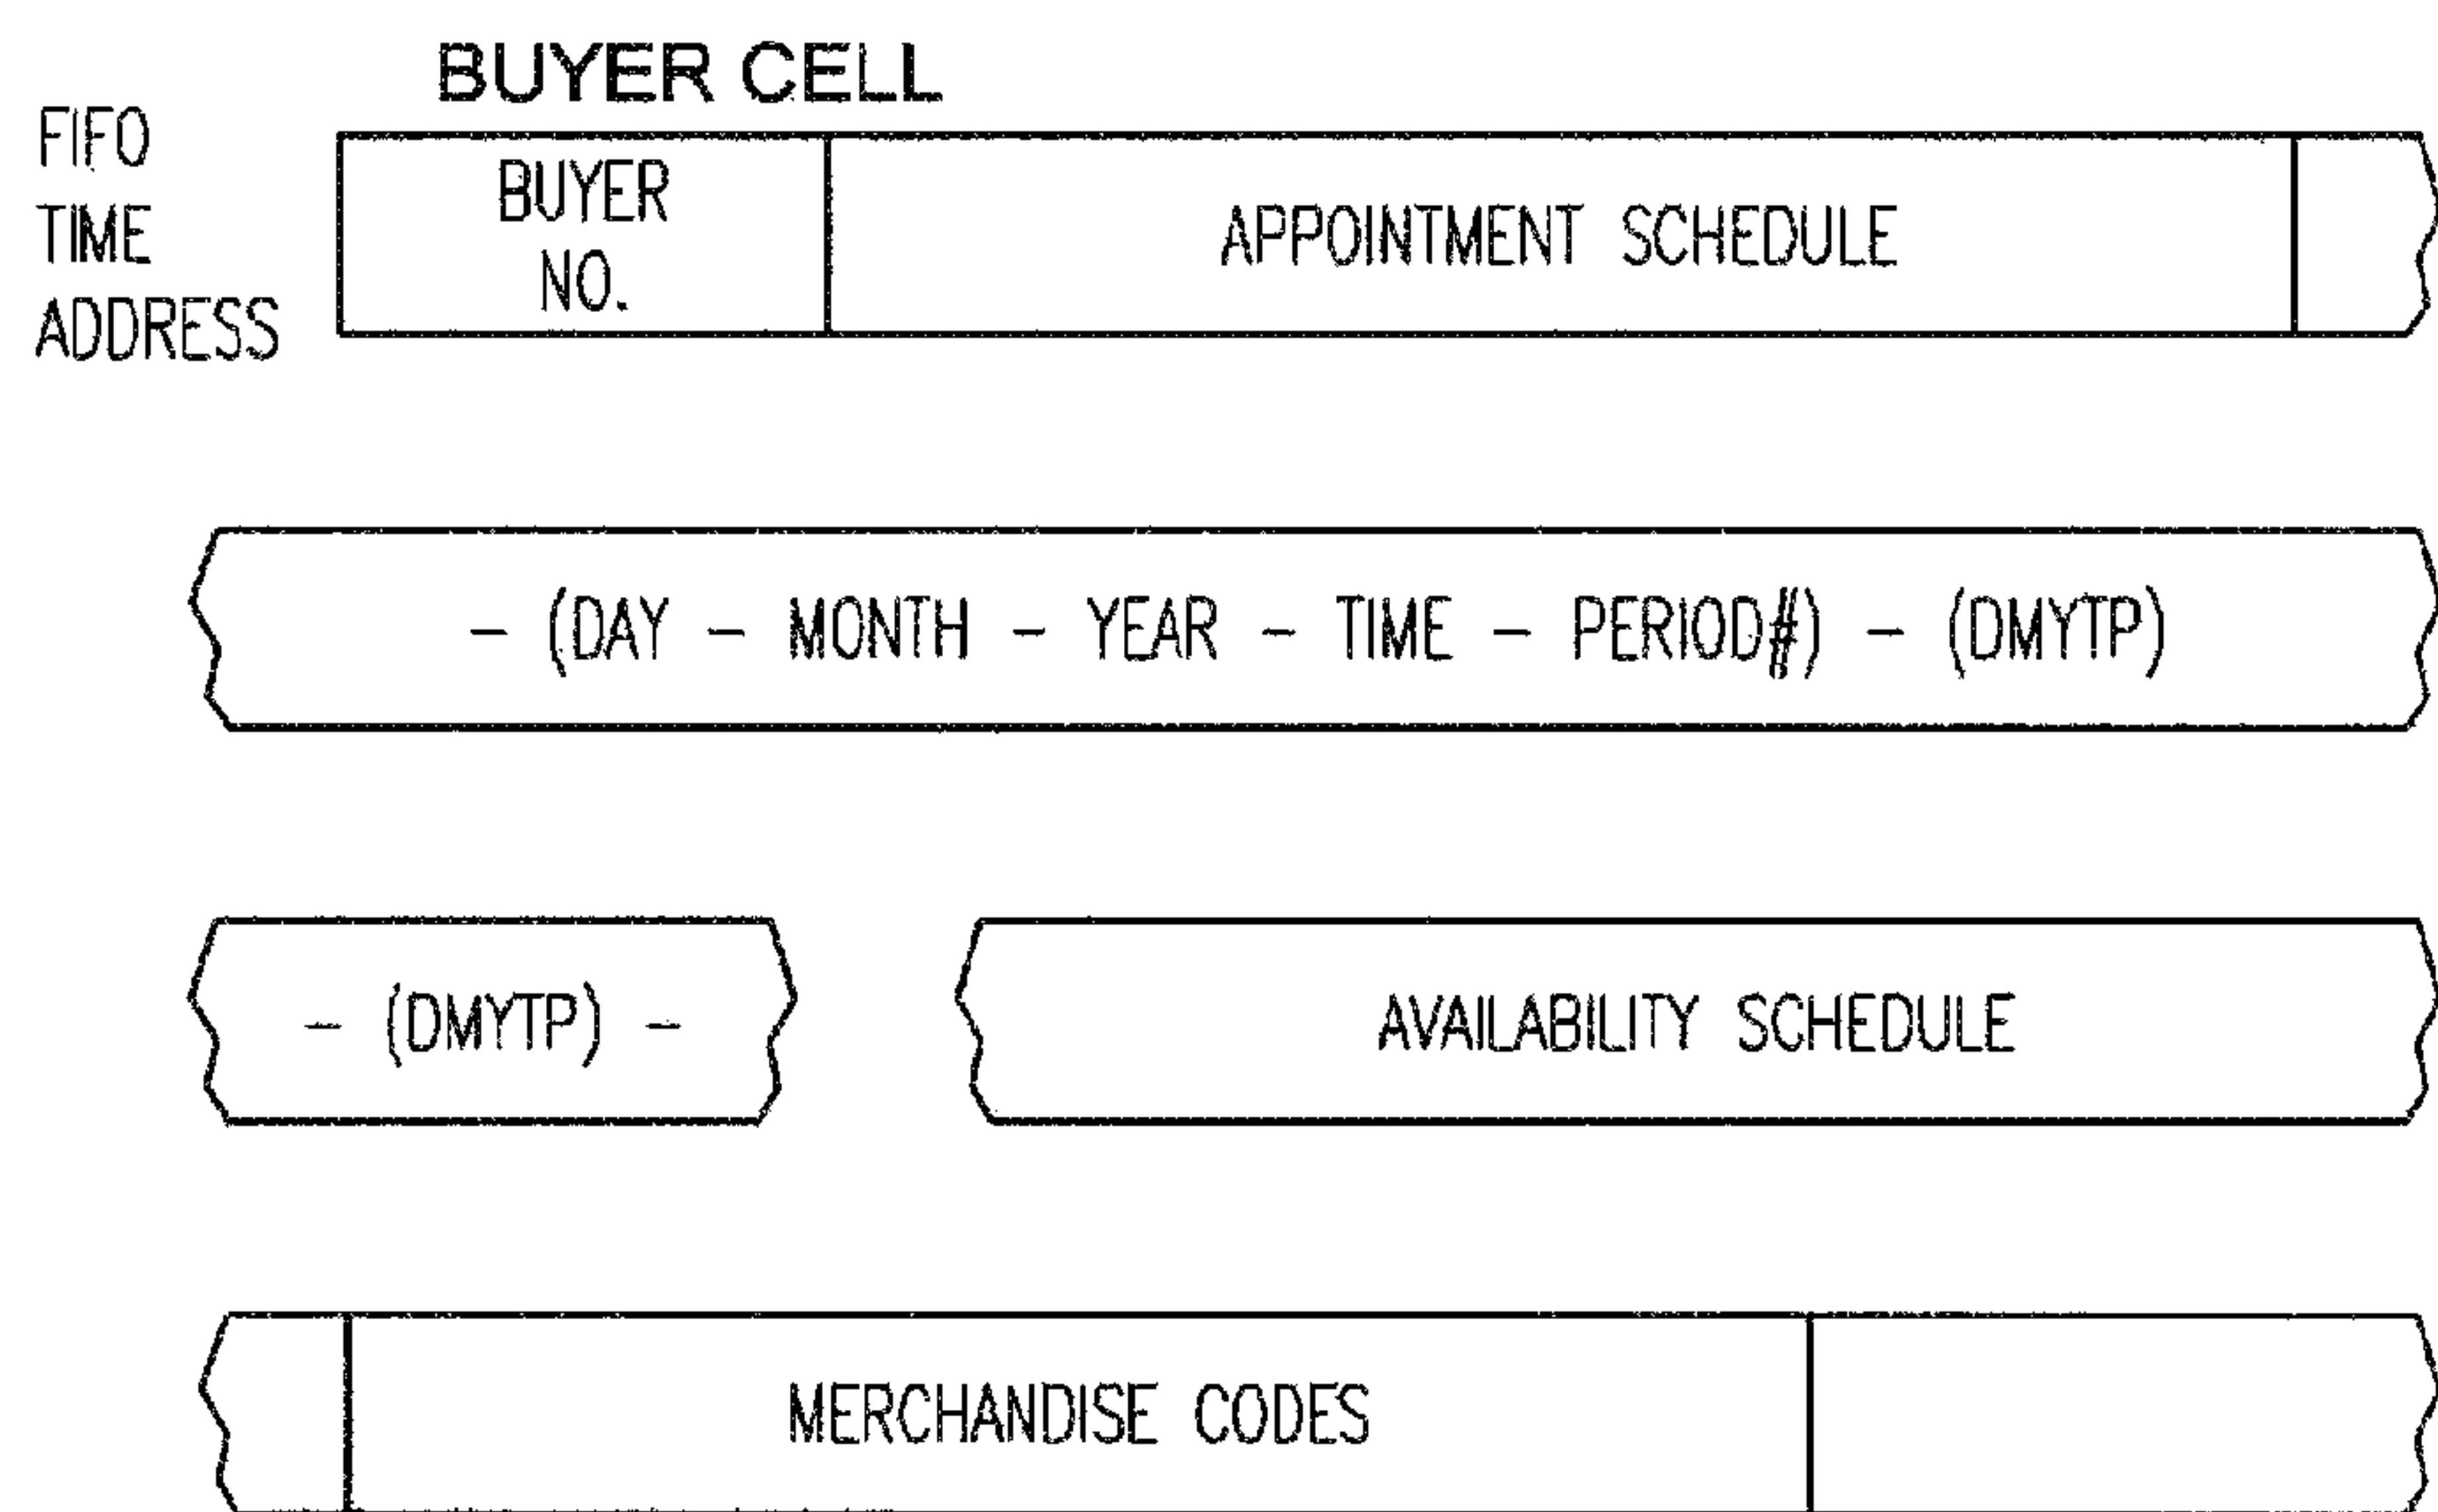 BUYER CELL
FIFO
TIME
ADDRESS
BUYER
NO.
APPOINTMENT SCHEDULE
– (DAY – MONTH – YEAR – TIME – PERIOD#) – (DMYTP)
– (DMYTP) –
AVAILABILITY SCHEDULE
MERCHANDISE CODES